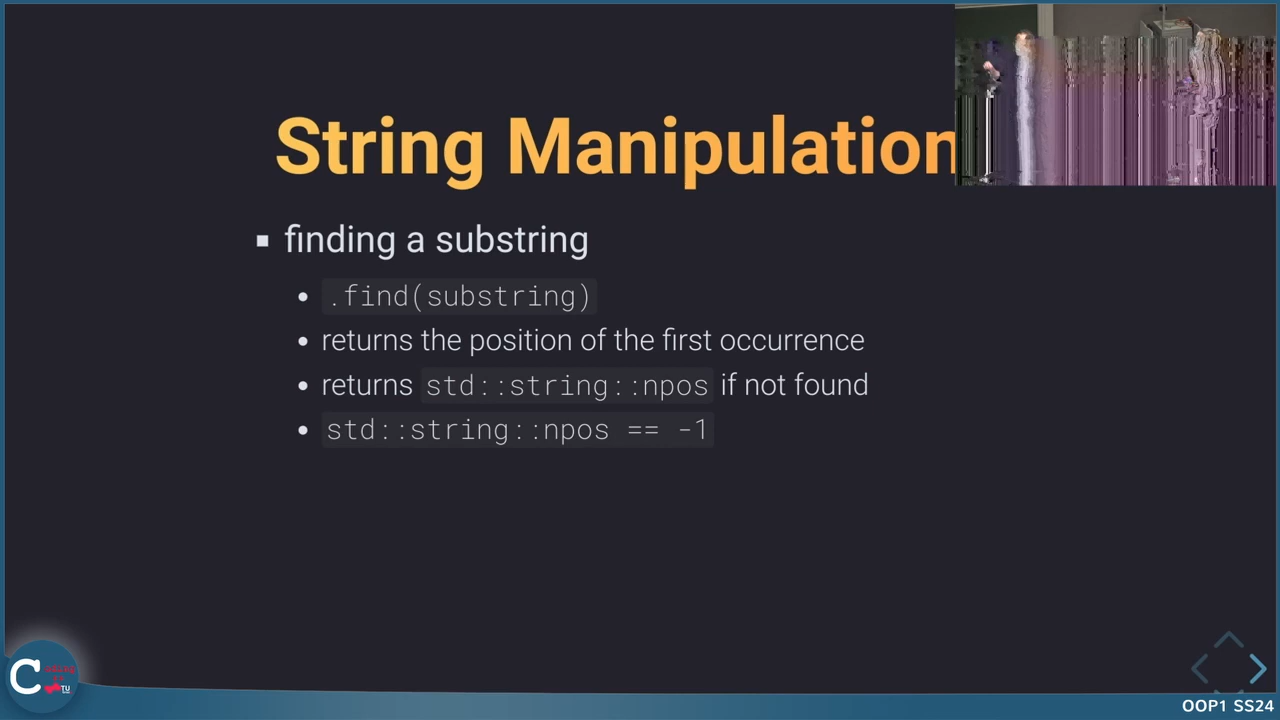 String Manipulation
finding a substring
.find(substring)
returns the position of the first occurrence
returns std::string::npos if not found
std::string::npos == -1
C
TU
OOP1 SS24